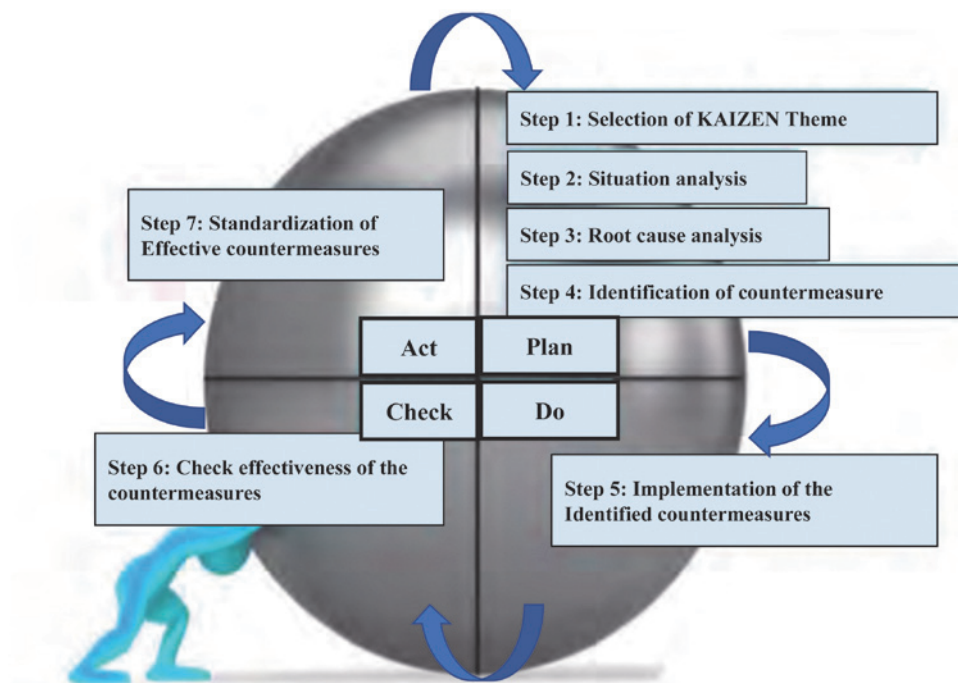 Step 1: Selection of KAIZEN Theme
Step 2: Situation analysis
Step 3: Root cause analysis
Step 4: Identification of countermeasure
Step 7: Standardization of
Effective countermeasures
Act
Plan
Check
Do
Step 6: Check effectiveness of the
countermeasures
Step 5: Implementation of the
Identified countermeasures